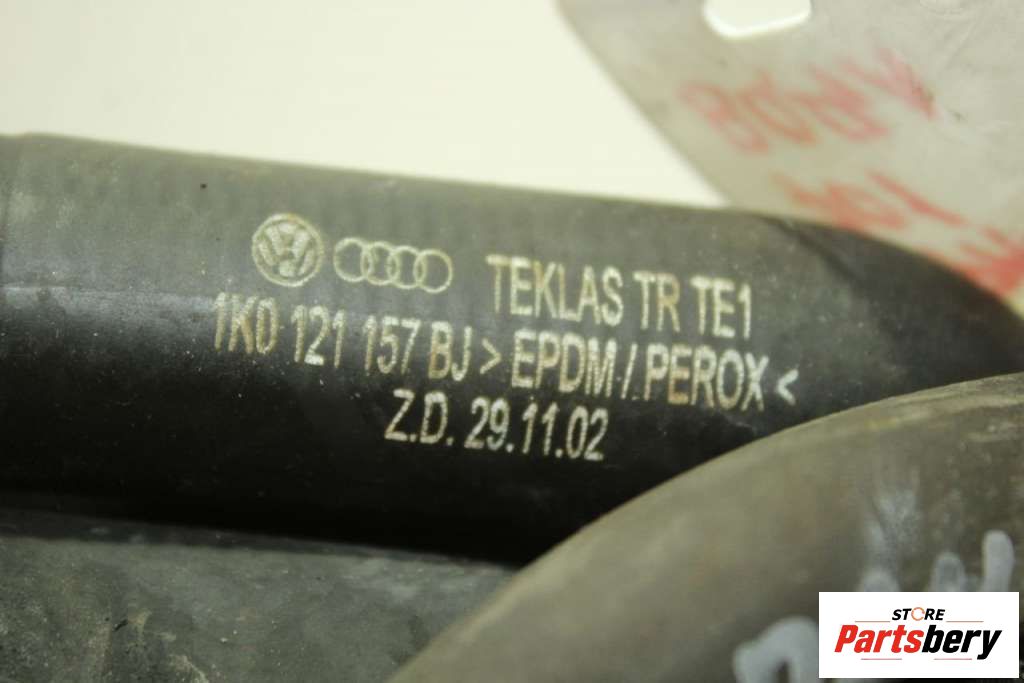 TEKLAS TR TE1
1K0 121 157 BJ > EPDM / PEROX <
Z.D. 29.11.02
STORE
Partsbery